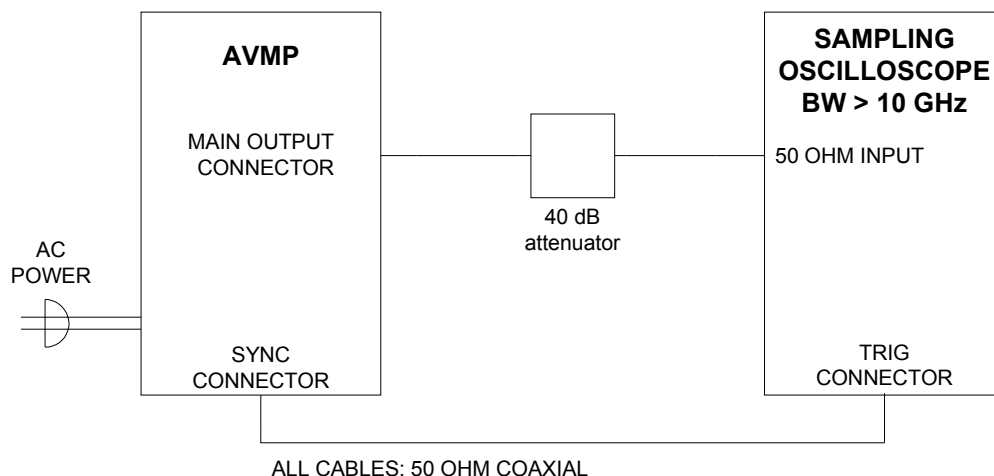 AVMP
MAIN OUTPUT
CONNECTOR
AC
POWER
SYNC
CONNECTOR
40 dB
attenuator
SAMPLING
OSCILLOSCOPE
BW > 10 GHz
50 OHM INPUT
TRIG
CONNECTOR
ALL CABLES: 50 OHM COAXIAL